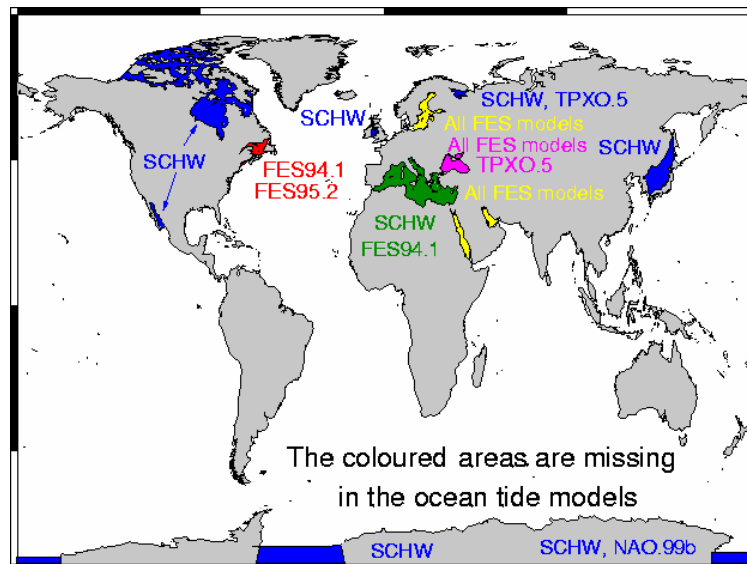 SCHW
SCHW, TPXO.5
All FES models
All FES models
SCHW
SCHW
TPXO.5
FES94.1
FES95.2
All FES models
SCHW
FES94.1
The coloured areas are missing
in the ocean tide models
SCHW
SCHW, NAO.99b